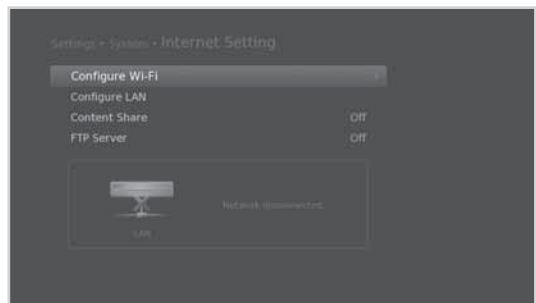 Settings • System • Internet Setting
Configure Wi-Fi
Configure LAN
Content Share Off
FTP Server Off
Network disconnected.
LAN